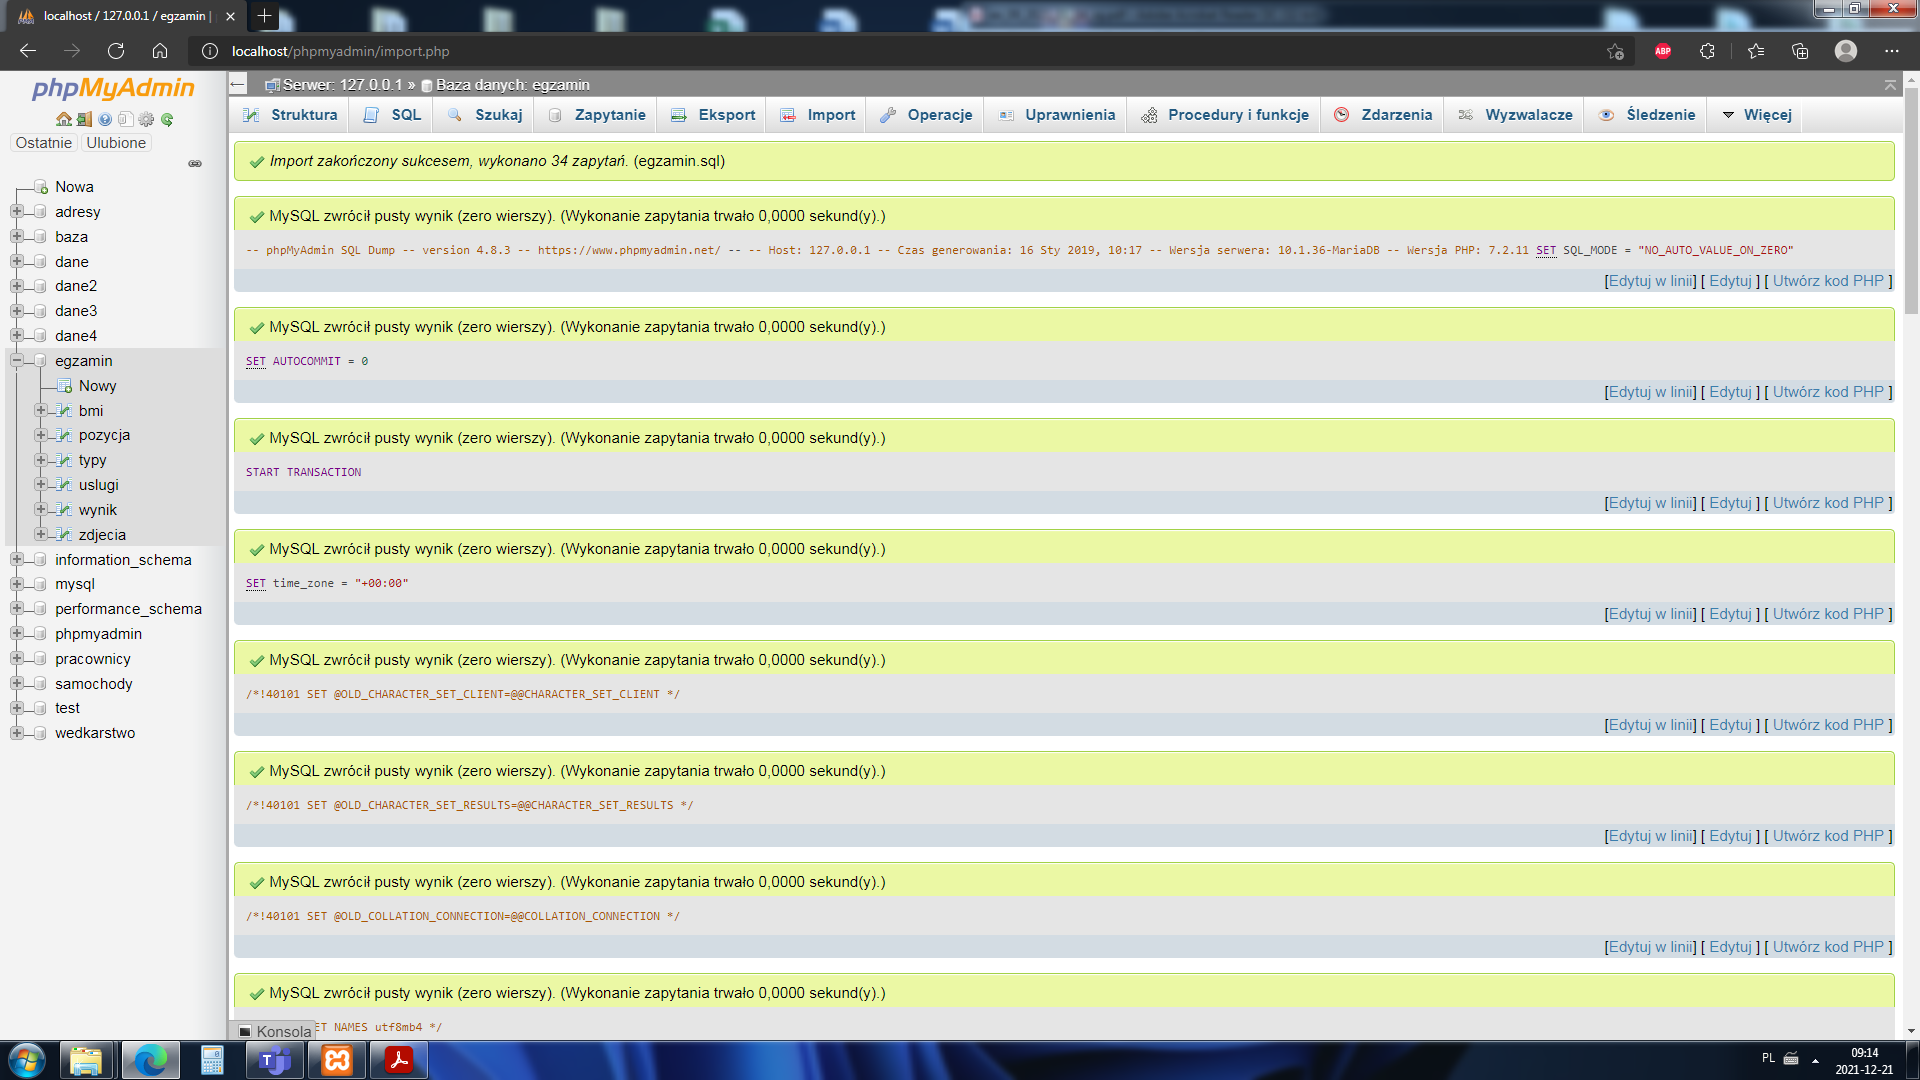 localhost / 127.0.0.1 / egzamin |
localhost/phpmyadmin/import.php
ABP
phpMyAdmin
Ostatnie Ulubione
Nowa
adresy
baza
dane
dane2
dane3
dane4
egzamin
Nowy
bmi
pozycja
typy
uslugi
wynik
zdjecia
information_schema
mysql
performance_schema
phpmyadmin
pracownicy
samochody
test
wedkarstwo
Serwer: 127.0.0.1 » Baza danych: egzamin
Struktura SQL Szukaj Zapytanie Eksport Import Operacje Uprawnienia Procedury i funkcje Zdarzenia Wyzwalacze Śledzenie Więcej
Import zakończony sukcesem, wykonano 34 zapytań. (egzamin.sql)
MySQL zwrócił pusty wynik (zero wierszy). (Wykonanie zapytania trwało 0,0000 sekund(y).)
-- phpMyAdmin SQL Dump -- version 4.8.3 -- https://www.phpmyadmin.net/ -- -- Host: 127.0.0.1 -- Czas generowania: 16 Sty 2019, 10:17 -- Wersja serwera: 10.1.36-MariaDB -- Wersja PHP: 7.2.11 SET SQL_MODE = "NO_AUTO_VALUE_ON_ZERO"
[Edytuj w linii] [ Edytuj ] [ Utwórz kod PHP ]
MySQL zwrócił pusty wynik (zero wierszy). (Wykonanie zapytania trwało 0,0000 sekund(y).)
SET AUTOCOMMIT = 0
[Edytuj w linii] [ Edytuj ] [ Utwórz kod PHP ]
MySQL zwrócił pusty wynik (zero wierszy). (Wykonanie zapytania trwało 0,0000 sekund(y).)
START TRANSACTION
[Edytuj w linii] [ Edytuj ] [ Utwórz kod PHP ]
MySQL zwrócił pusty wynik (zero wierszy). (Wykonanie zapytania trwało 0,0000 sekund(y).)
SET time_zone = "+00:00"
[Edytuj w linii] [ Edytuj ] [ Utwórz kod PHP ]
MySQL zwrócił pusty wynik (zero wierszy). (Wykonanie zapytania trwało 0,0000 sekund(y).)
/*!40101 SET @OLD_CHARACTER_SET_CLIENT=@@CHARACTER_SET_CLIENT */
[Edytuj w linii] [ Edytuj ] [ Utwórz kod PHP ]
MySQL zwrócił pusty wynik (zero wierszy). (Wykonanie zapytania trwało 0,0000 sekund(y).)
/*!40101 SET @OLD_CHARACTER_SET_RESULTS=@@CHARACTER_SET_RESULTS */
[Edytuj w linii] [ Edytuj ] [ Utwórz kod PHP ]
MySQL zwrócił pusty wynik (zero wierszy). (Wykonanie zapytania trwało 0,0000 sekund(y).)
/*!40101 SET @OLD_COLLATION_CONNECTION=@@COLLATION_CONNECTION */
[Edytuj w linii] [ Edytuj ] [ Utwórz kod PHP ]
MySQL zwrócił pusty wynik (zero wierszy). (Wykonanie zapytania trwało 0,0000 sekund(y).)
Konsola ET NAMES utf8mb4 */
PL
09:14
2021-12-21